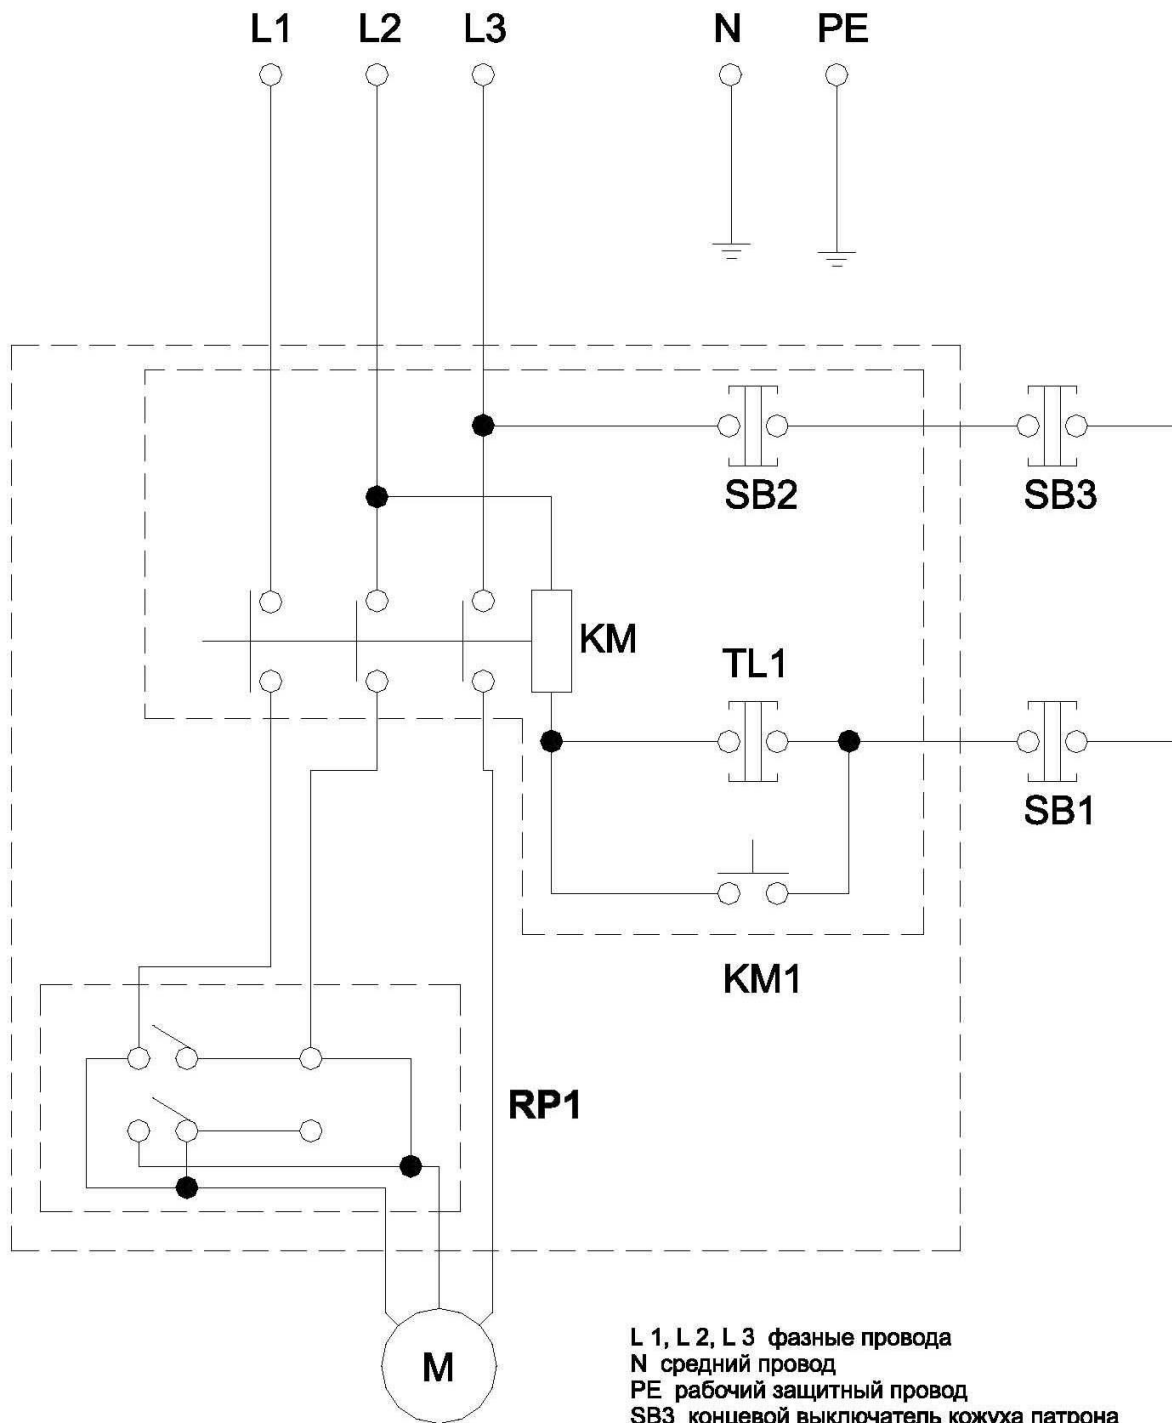 L1 L2 L3 N PE
SB2 SB3
KM
TL1
SB1
KM1
RP1
M
L 1, L 2, L 3 фазные провода
N средний провод
PE рабочий защитный провод
SB3 концевой выключатель кожуха патрона